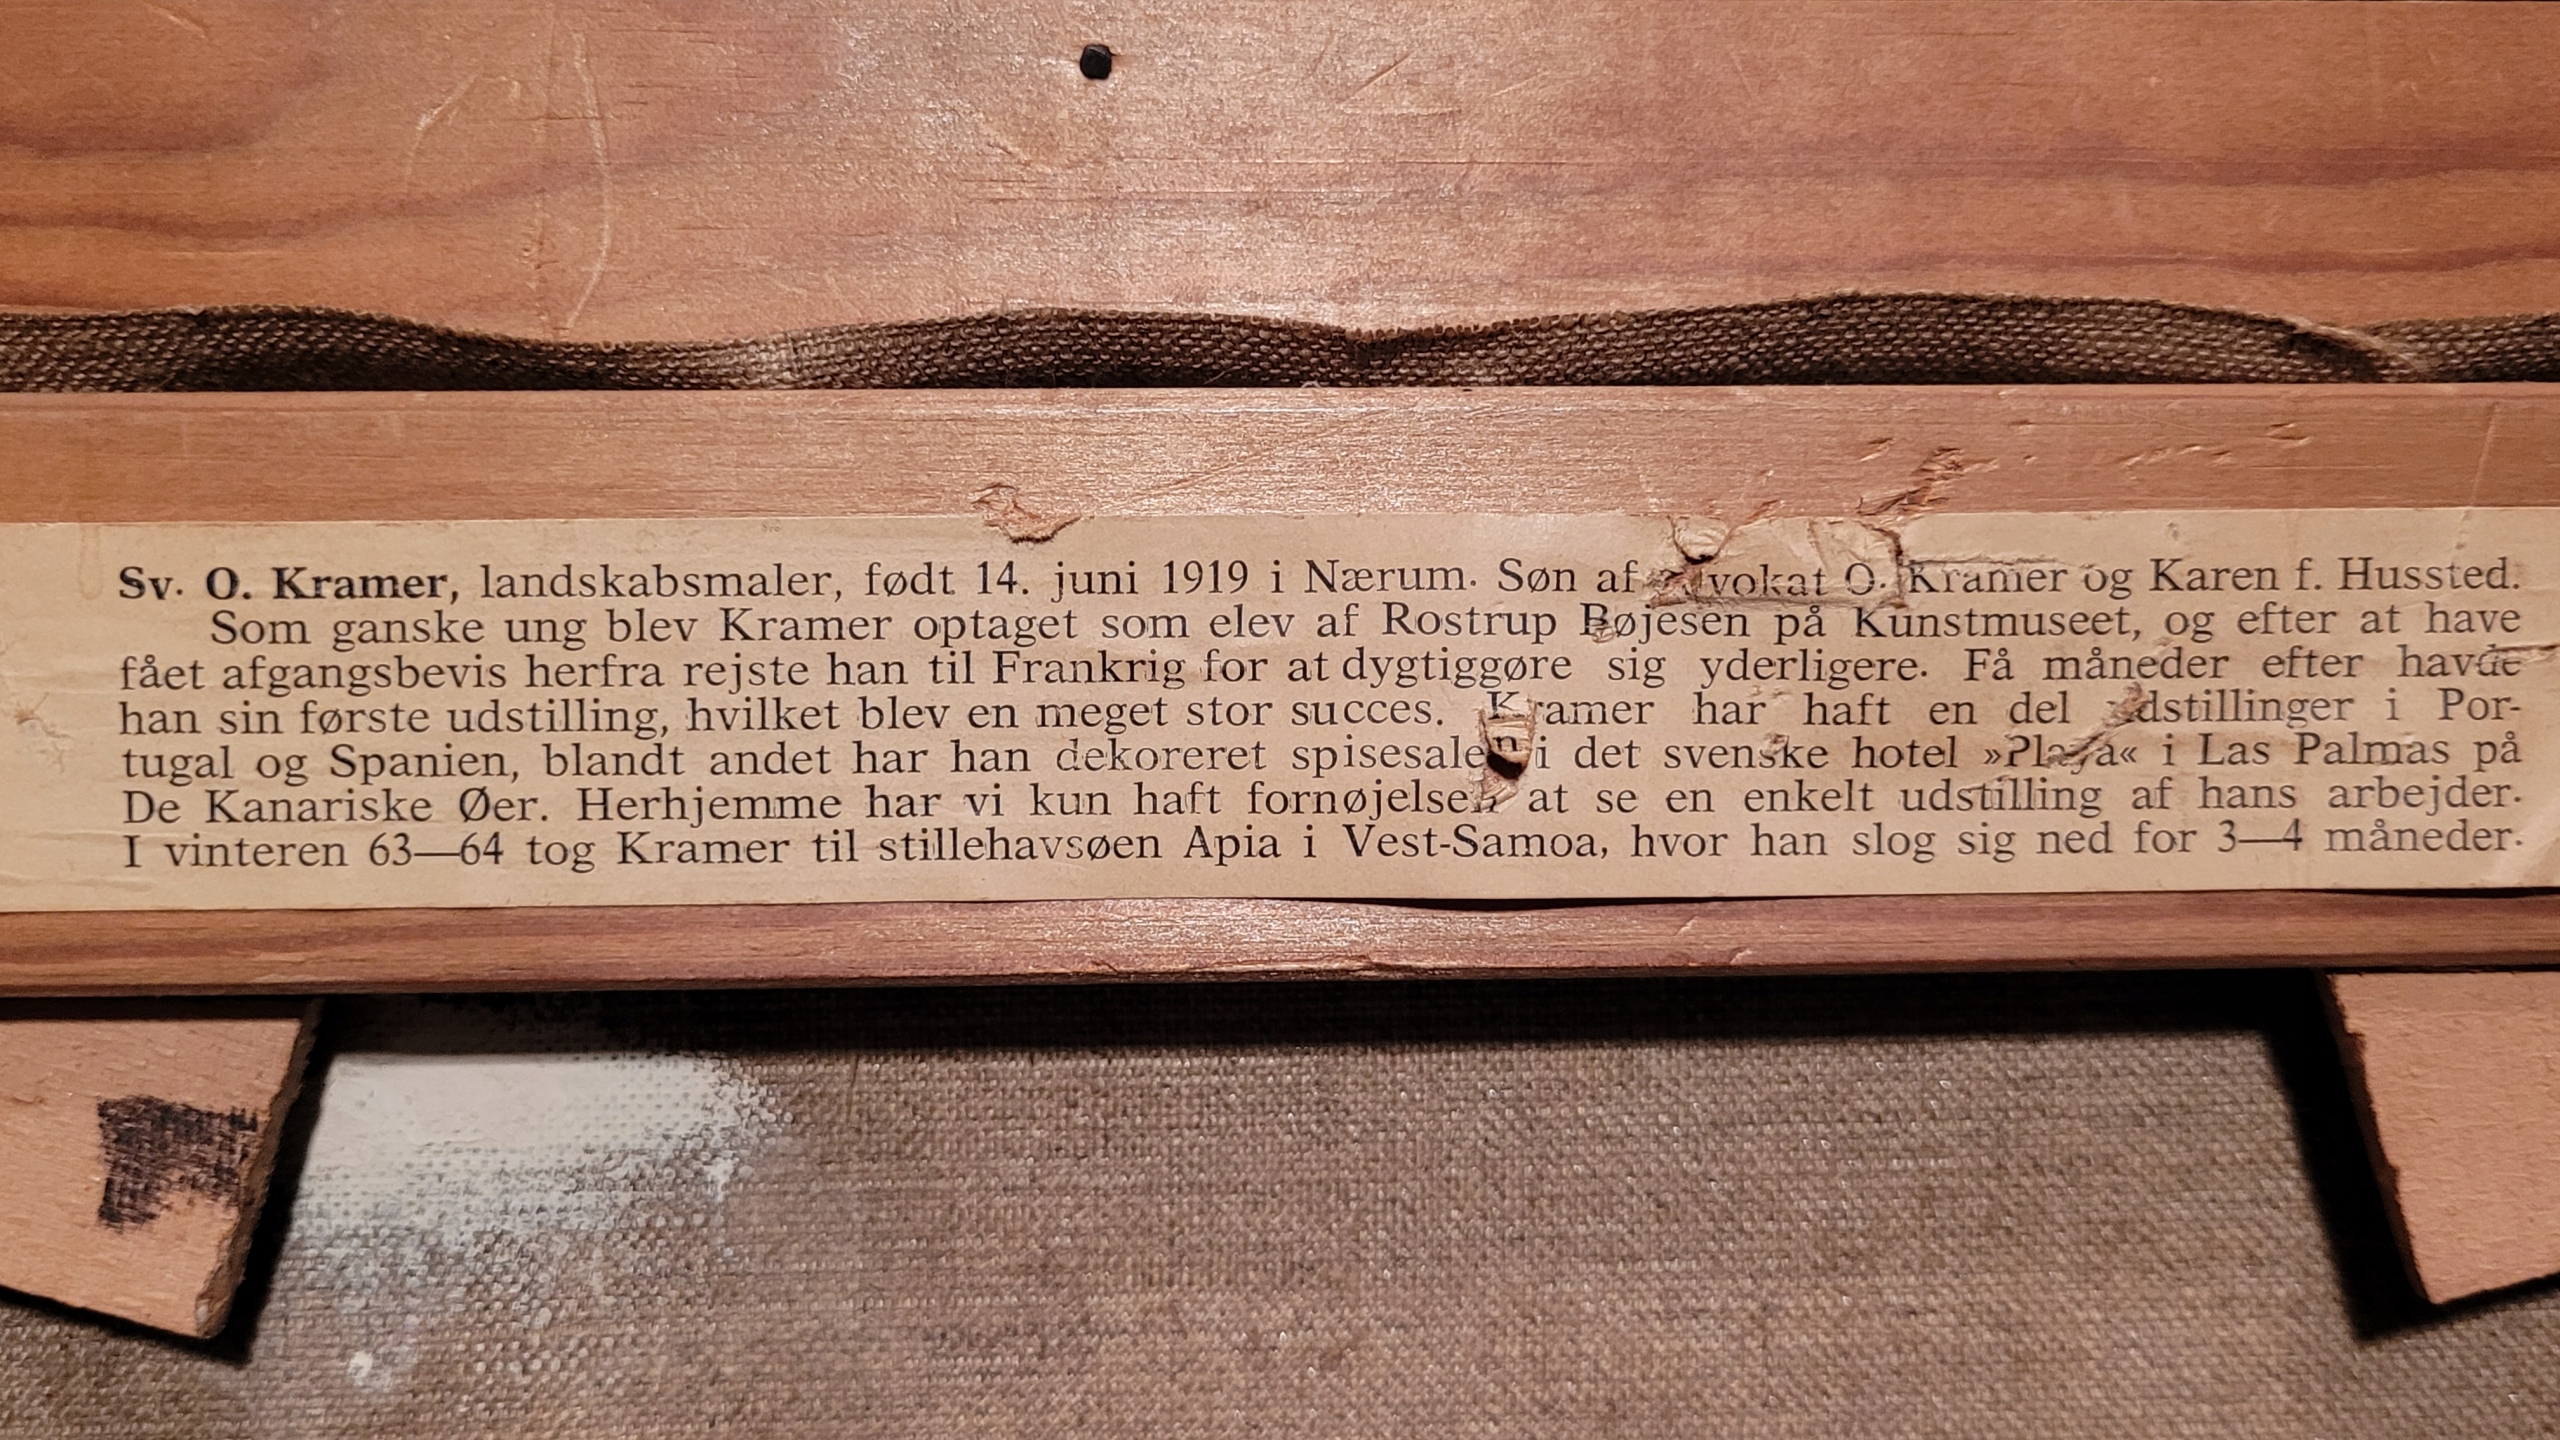 Sv. O. Kramer, landskabsmaler, født 14. juni 1919 i Nærum. Søn af advokat O. Kramer og Karen f. Hussted.
Som ganske ung blev Kramer optaget som elev af Rostrup Bøjesen på Kunstmuseet, og efter at have
fået afgangsbevis herfra rejste han til Frankrig for at dygtiggøre sig yderligere. Få måneder efter havde
han sin første udstilling, hvilket blev en meget stor succes. Kramer har haft en del udstillinger i Por-
tugal og Spanien, blandt andet har han dekoreret spisesalen i det svenske hotel »Playa« i Las Palmas på
De Kanariske Øer. Herhjemme har vi kun haft fornøjelsen at se en enkelt udstilling af hans arbejder.
I vinteren 63—64 tog Kramer til stillehavsøen Apia i Vest-Samoa, hvor han slog sig ned for 3—4 måneder.